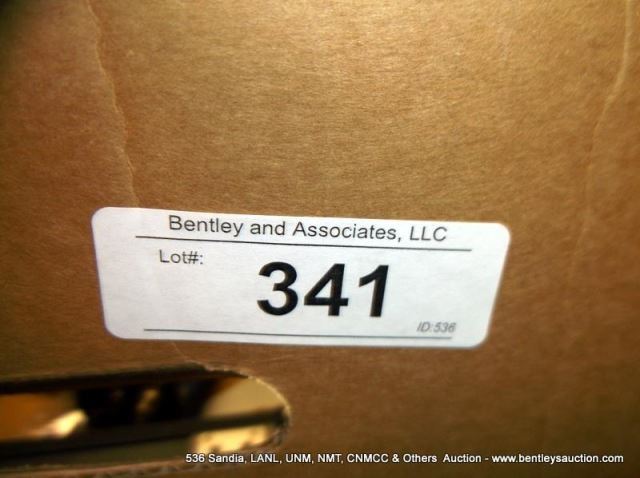 Bentley and Associates, LLC
Lot#:
341
ID:536
536 Sandia, LANL, UNM, NMT, CNMCC & Others Auction - www.bentleysauction.com